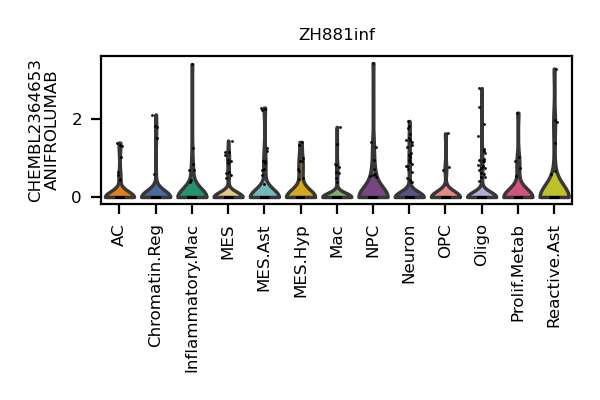 ZH881inf
CHEMBL2364653
ANIFROLUMAB
2
0
AC
Chromatin.Reg
Inflammatory.Mac
MES
MES.Ast
MES.Hyp
Mac
NPC
Neuron
OPC
Oligo
Prolif.Metab
Reactive.Ast